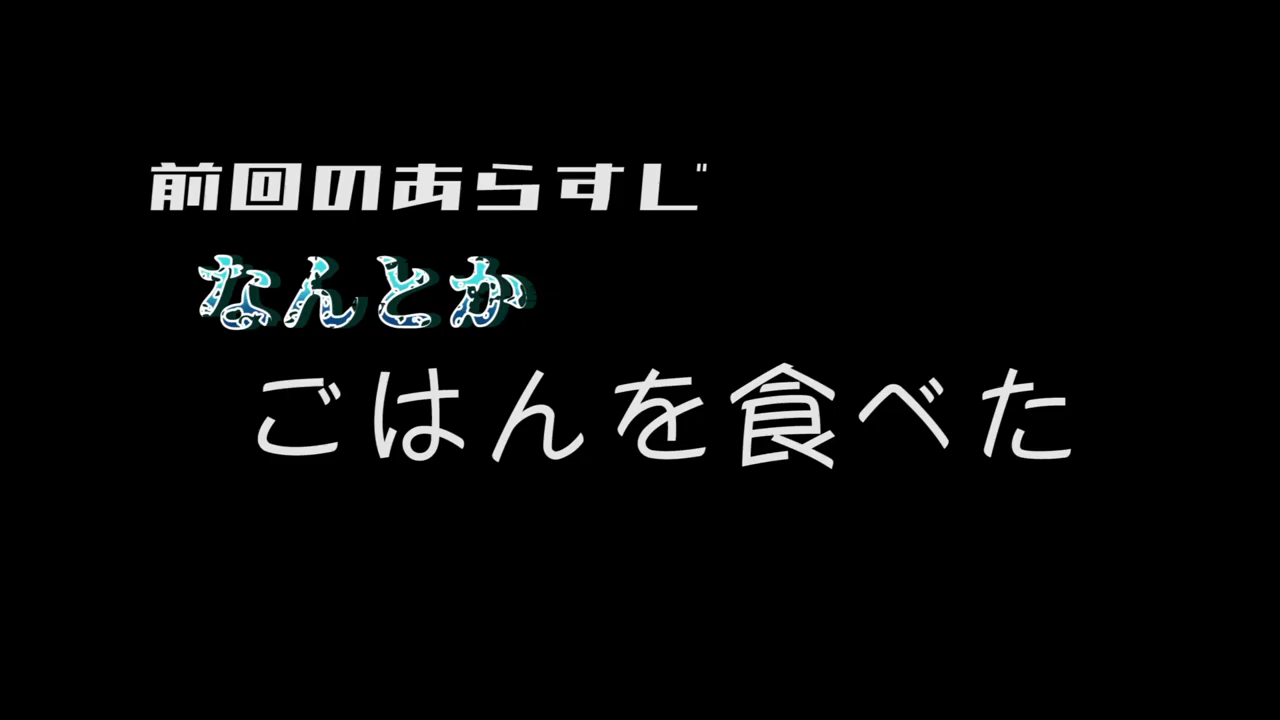 前回のあらすじ
なんとか
ごはんを食べた